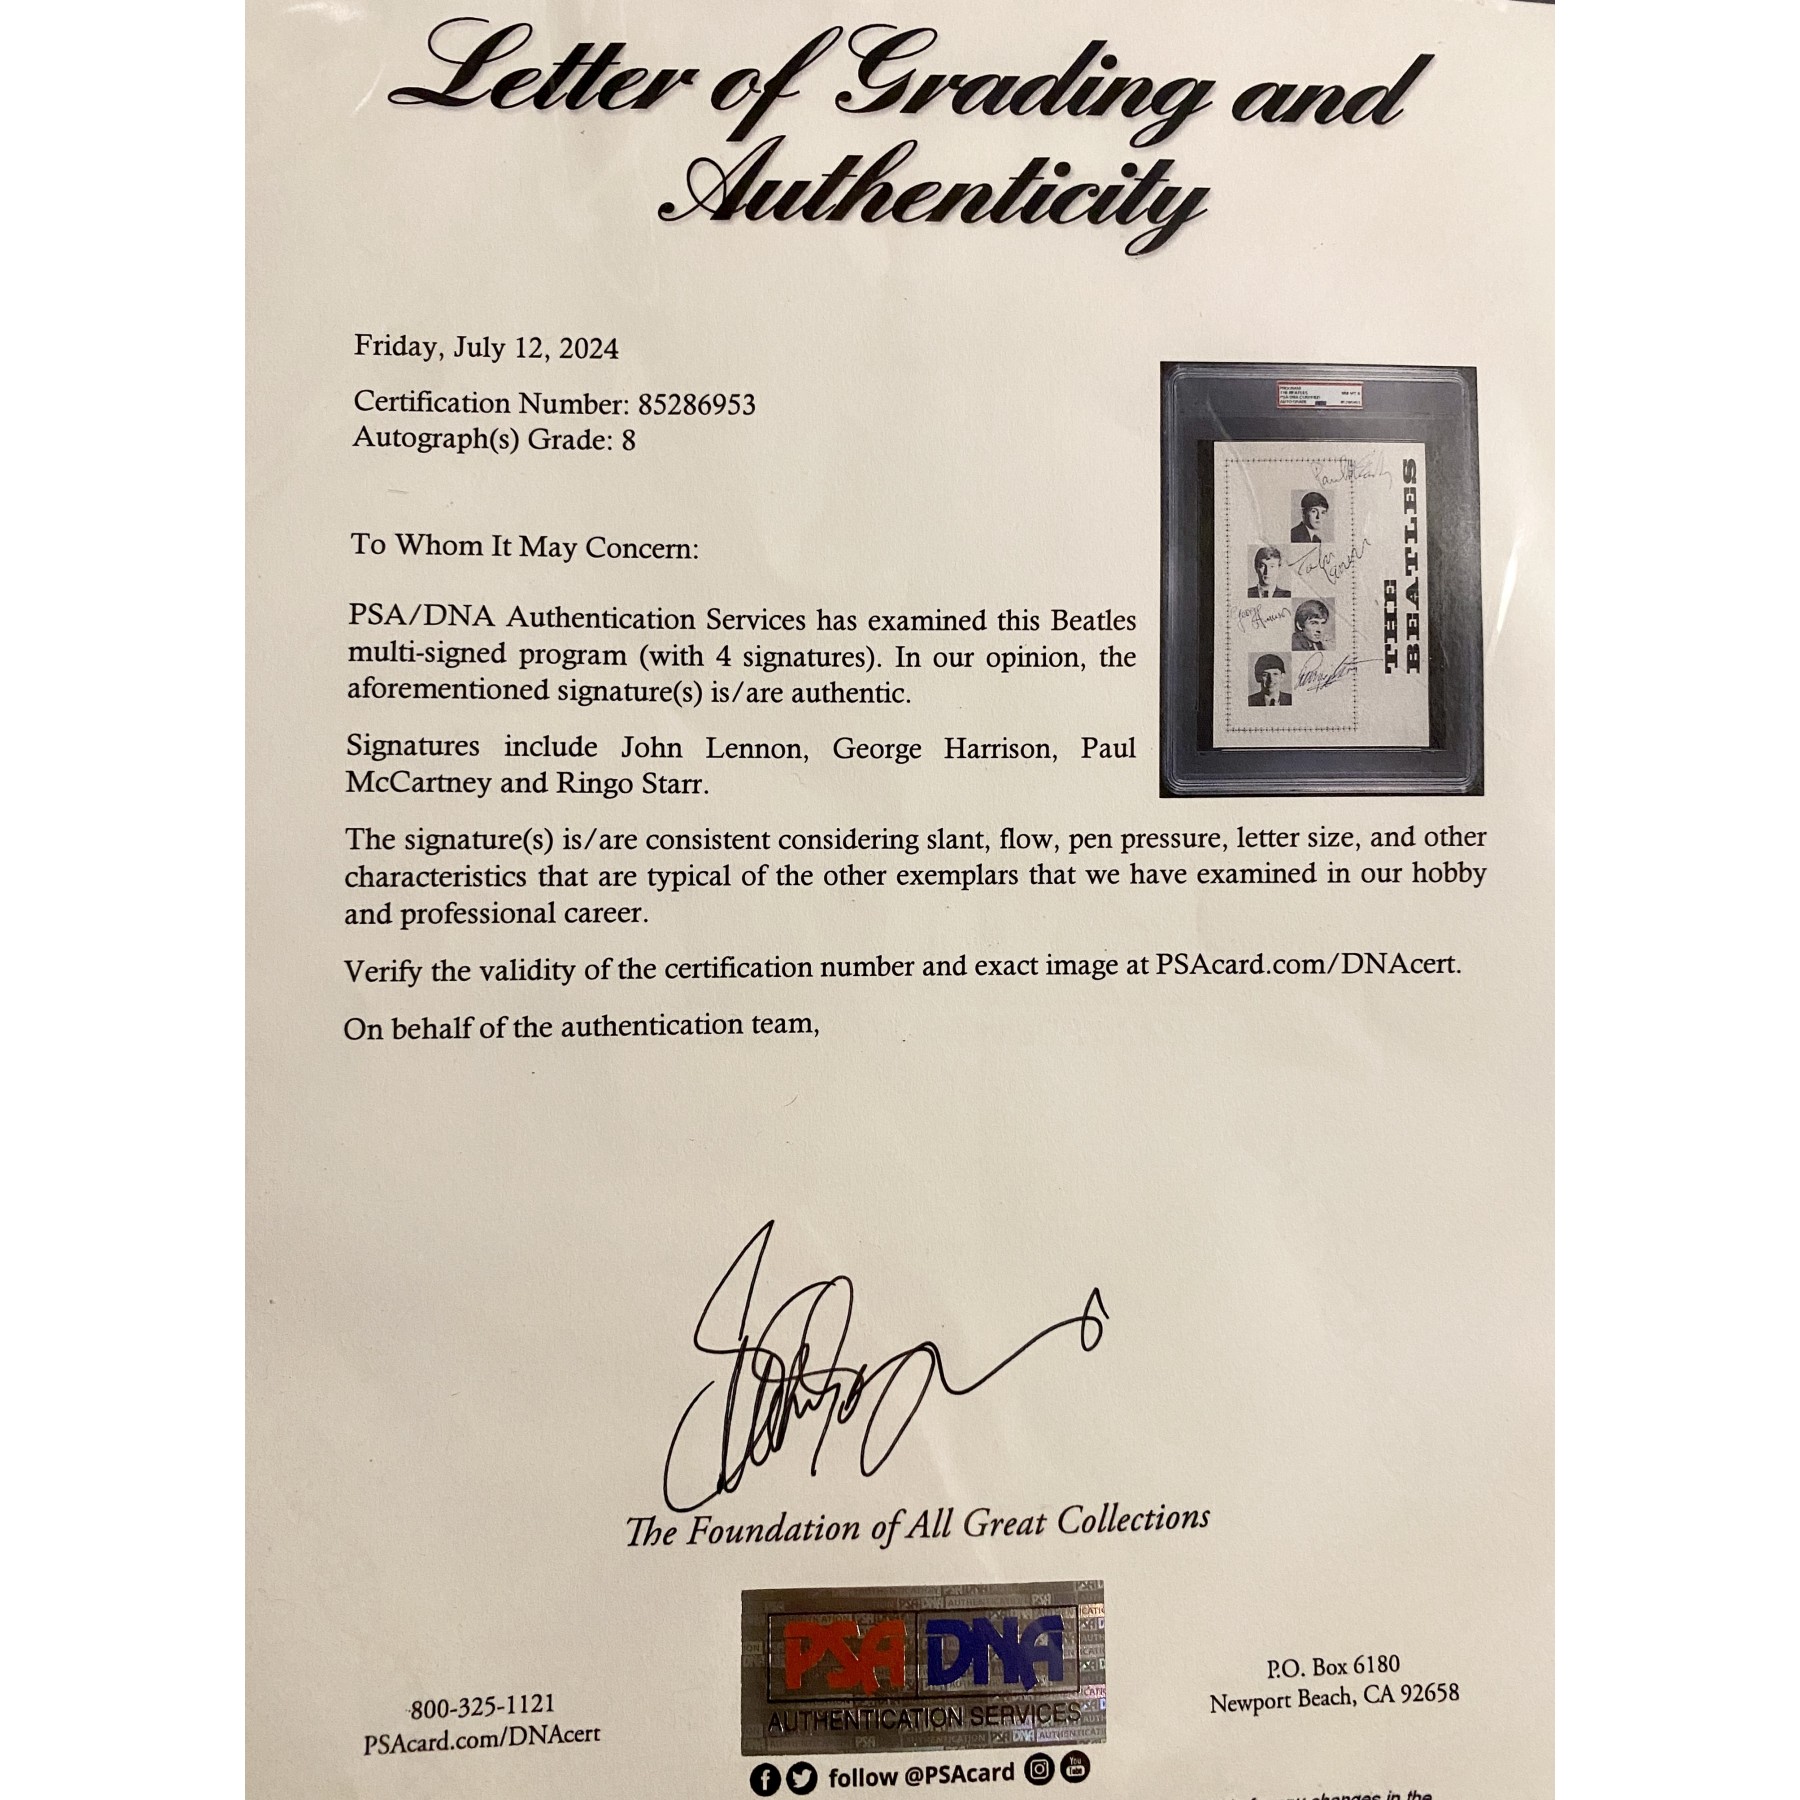 Letter of Grading and
Authenticity
Friday, July 12, 2024
Certification Number: 85286953
Autograph(s) Grade: 8
To Whom It May Concern:
PSA/DNA Authentication Services has examined this Beatles
multi-signed program (with 4 signatures). In our opinion, the
aforementioned signature(s) is/are authentic.
Signatures include John Lennon, George Harrison, Paul
McCartney and Ringo Starr.
THE
BEATLES
The signature(s) is/are consistent considering slant, flow, pen pressure, letter size, and other
characteristics that are typical of the other exemplars that we have examined in our hobby
and professional career.
Verify the validity of the certification number and exact image at PSAcard.com/DNAcert.
On behalf of the authentication team,
The Foundation of All Great Collections
PSA DNA
AUTHENTICATION SERVICES
800-325-1121
PSAcard.com/DNAcert
P.O. Box 6180
Newport Beach, CA 92658
follow @PSAcard
changes in the